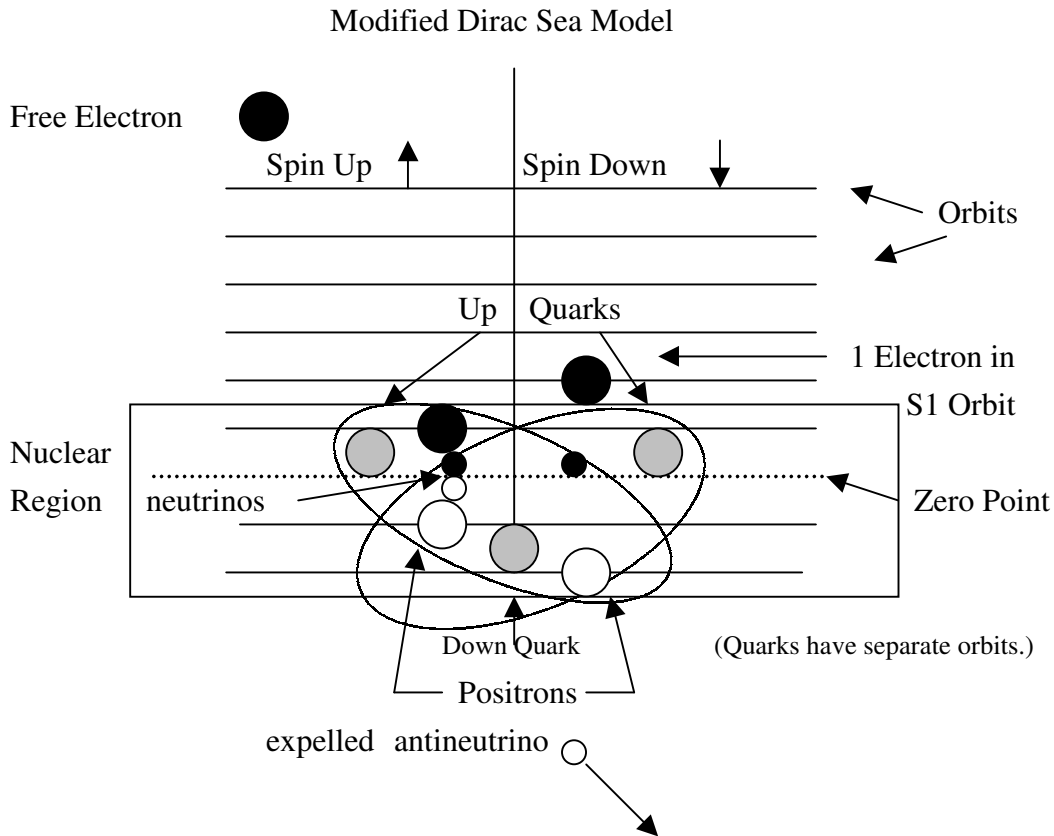 Modified Dirac Sea Model
Free Electron
Spin Up
Spin Down
Orbits
Up Quarks
1 Electron in
S1 Orbit
Nuclear
Region
neutrinos
Zero Point
Down Quark
(Quarks have separate orbits.)
Positrons
expelled antineutrino